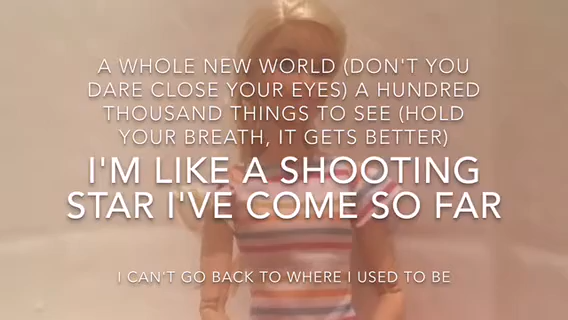 A WHOLE NEW WORLD (DON'T YOU
DARE CLOSE YOUR EYES) A HUNDRED
THOUSAND THINGS TO SEE (HOLD
YOUR BREATH, IT GETS BETTER)
I'M LIKE A SHOOTING
STAR I'VE COME SO FAR
I CAN'T GO BACK TO WHERE I USED TO BE